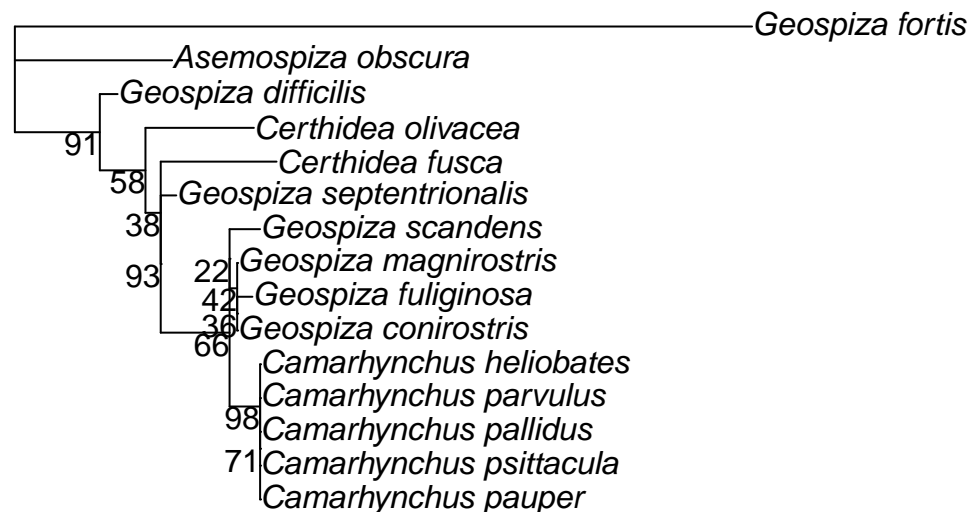 Geospiza fortis
Asemospiza obscura
Geospiza difficilis
Certhidea olivacea
91
Certhidea fusca
58
Geospiza septentrionalis
38
Geospiza scandens
Geospiza magnirostris
22
93
Geospiza fuliginosa
42
Geospiza conirostris
36
66
Camarhynchus heliobates
Camarhynchus parvulus
98
Camarhynchus pallidus
71
Camarhynchus psittacula
Camarhynchus pauper